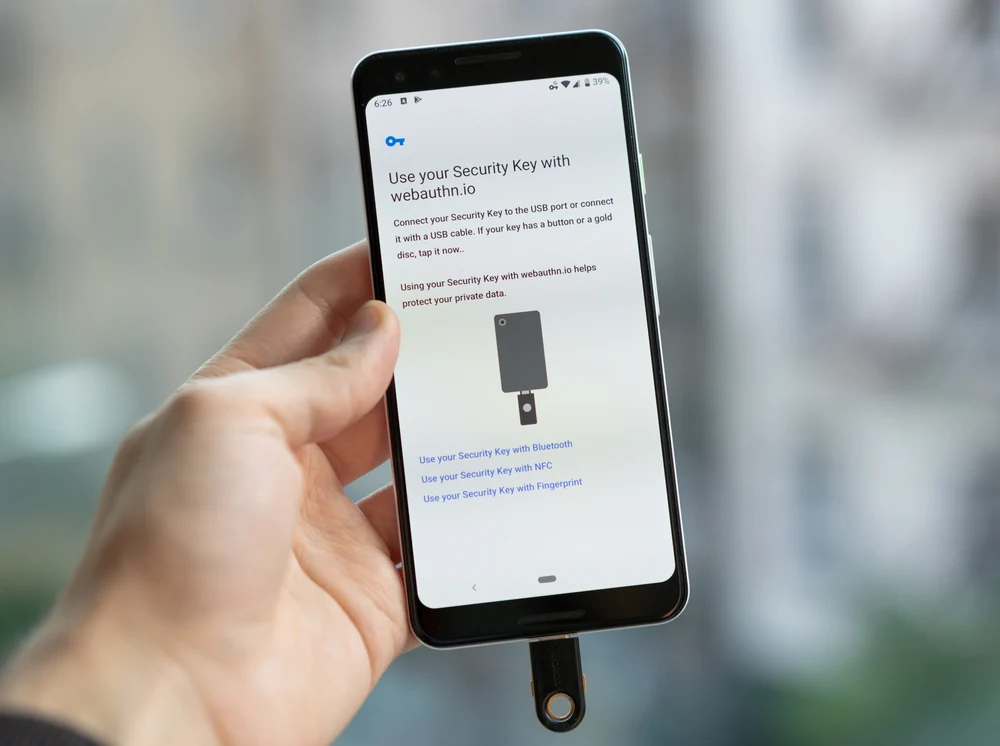 6:26
39%
Use your Security Key with
webauthn.io
Connect your Security Key to the USB port or connect
it with a USB cable. If your key has a button or a gold
disc, tap it now..
Using your Security Key with webauthn.io helps
protect your private data.
Use your Security Key with Bluetooth
Use your Security Key with NFC
Use your Security Key with Fingerprint